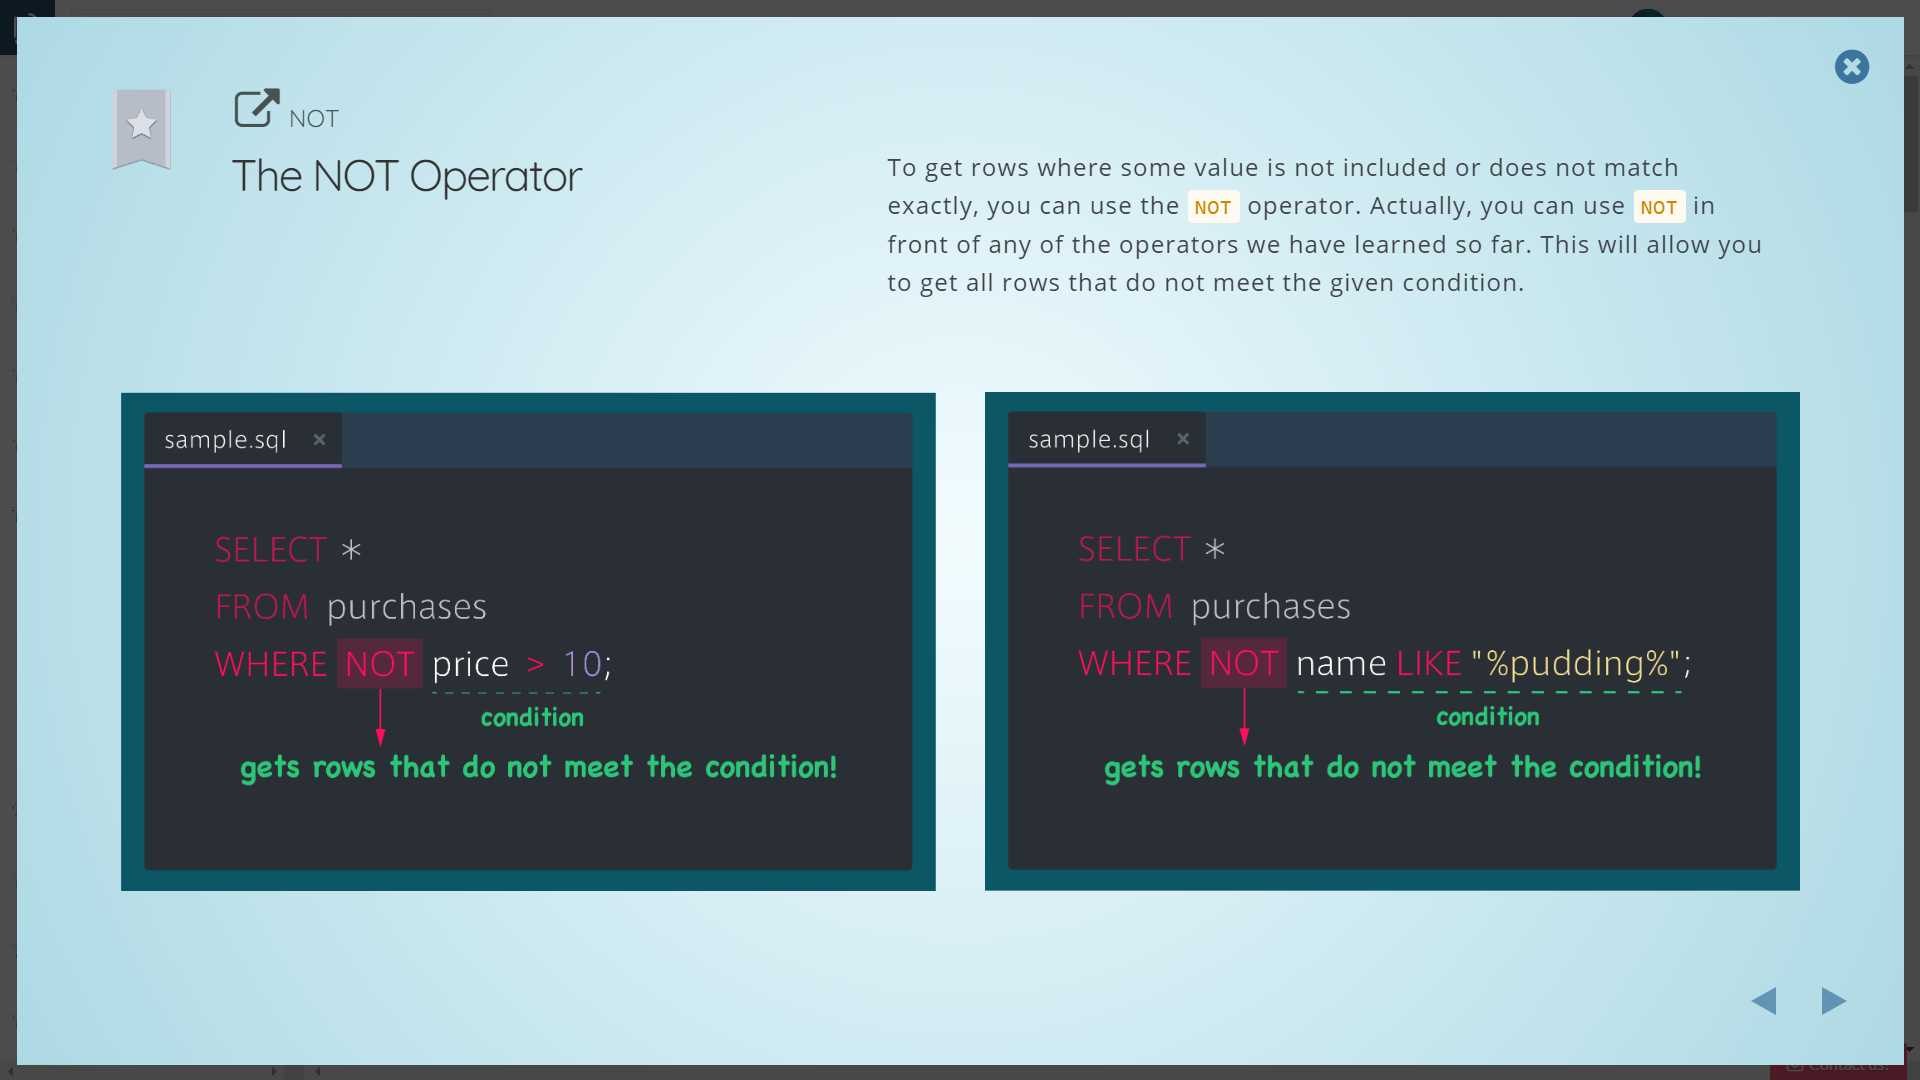 NOT
The NOT Operator
To get rows where some value is not included or does not match
exactly, you can use the NOT operator. Actually, you can use NOT in
front of any of the operators we have learned so far. This will allow you
to get all rows that do not meet the given condition.
sample.sql ×
SELECT *
FROM purchases
WHERE NOT price > 10;
condition
gets rows that do not meet the condition!
sample.sql ×
SELECT *
FROM purchases
WHERE NOT name LIKE "%pudding%";
condition
gets rows that do not meet the condition!
Contact us!